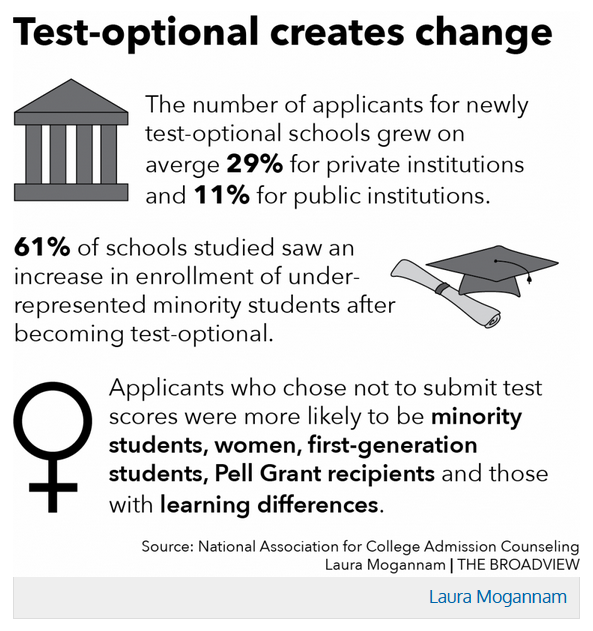 Test-optional creates change
The number of applicants for newly
test-optional schools grew on
averge 29% for private institutions
and 11% for public institutions.
61% of schools studied saw an
increase in enrollment of under-
represented minority students after
becoming test-optional.
Applicants who chose not to submit test
scores were more likely to be minority
students, women, first-generation
students, Pell Grant recipients and those
with learning differences.
Source: National Association for College Admission Counseling
Laura Mogannam | THE BROADVIEW
Laura Mogannam